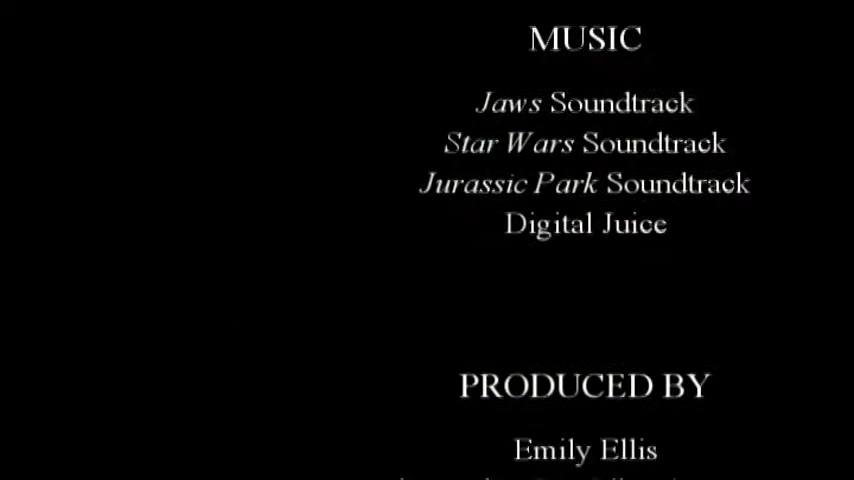 MUSIC
Jaws Soundtrack
Star Wars Soundtrack
Jurassic Park Soundtrack
Digital Juice
PRODUCED BY
Emily Ellis